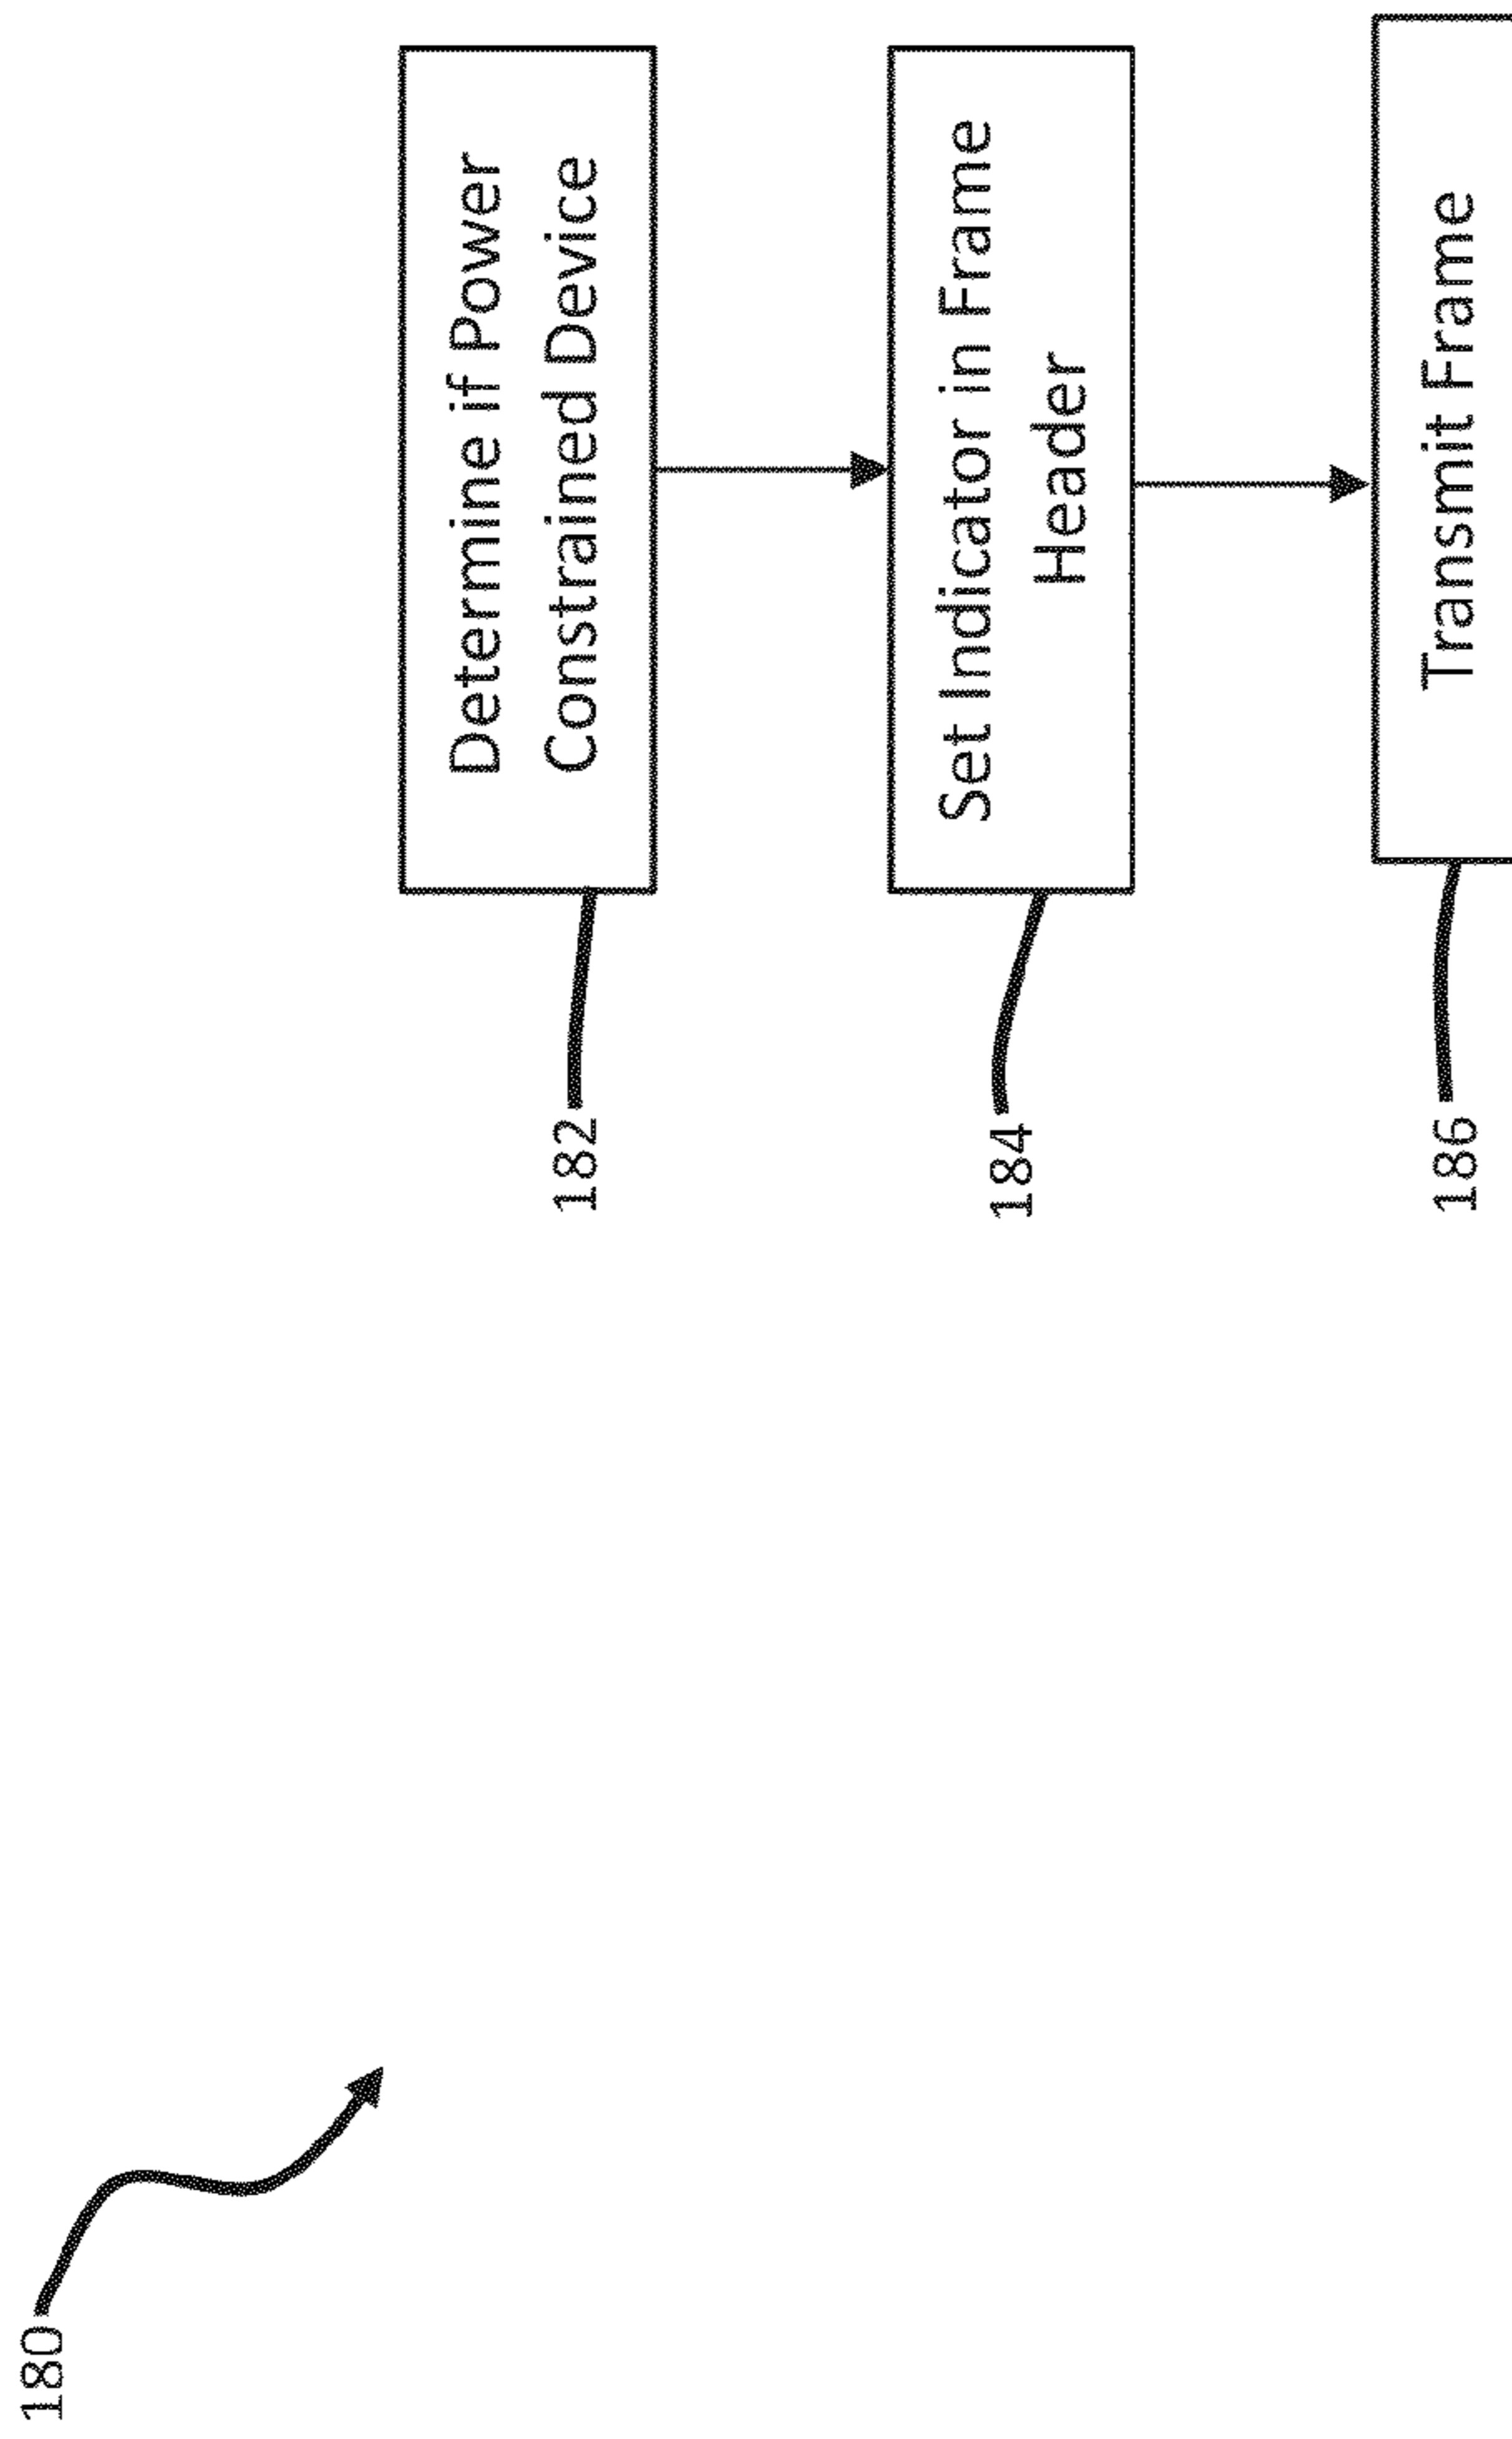 180
182
Determine if Power
Constrained Device
184
Set Indicator in Frame
Header
186
Transmit Frame